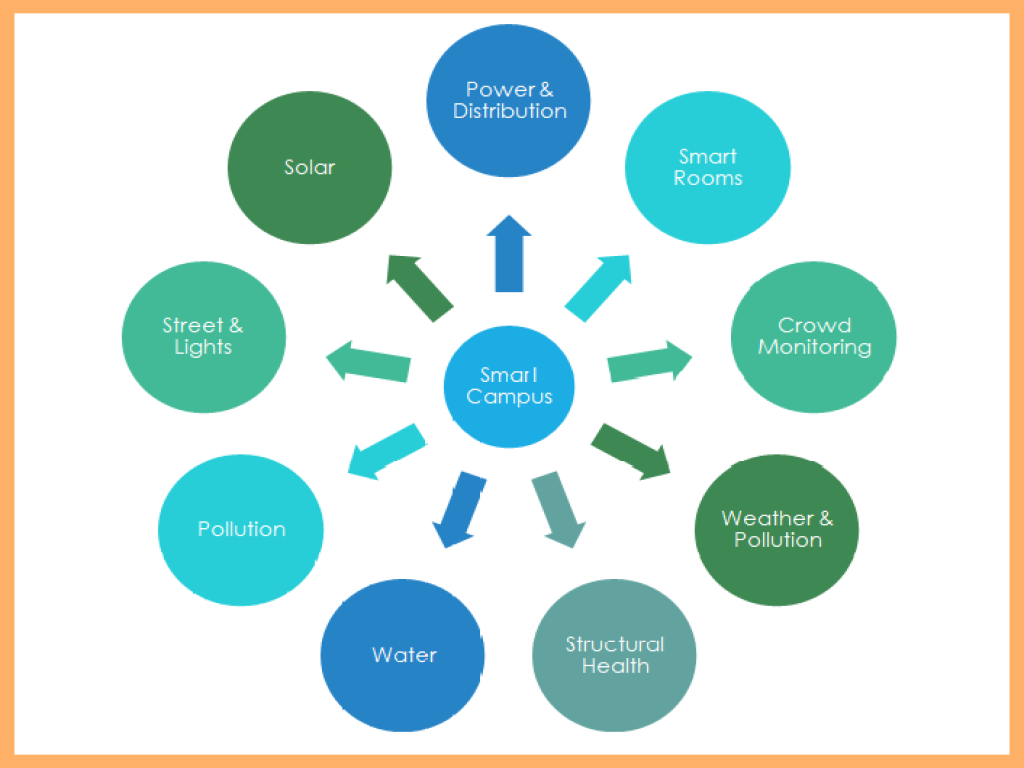 Power &
Distribution
Smart
Rooms
Solar
Crowd
Monitoring
Street &
Lights
Smart
Campus
Weather &
Pollution
Pollution
Structural
Health
Water